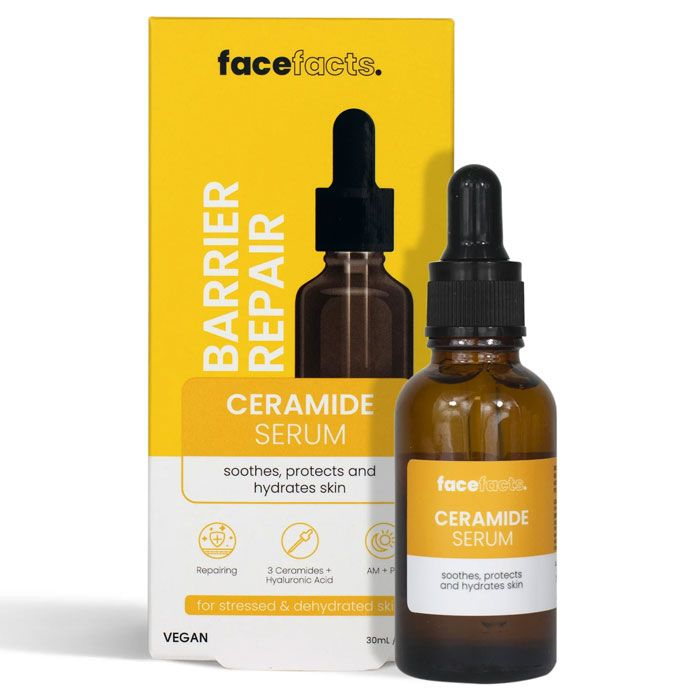 facefacts.
BARRIER
REPAIR
CERAMIDE
SERUM
soothes, protects and
hydrates skin
Repairing
3 Ceramides +
Hyaluronic Acid
AM +
for stressed & dehydrated
VEGAN
30mL /
facefacts.
CERAMIDE
SERUM
soothes, protects
and hydrates skin